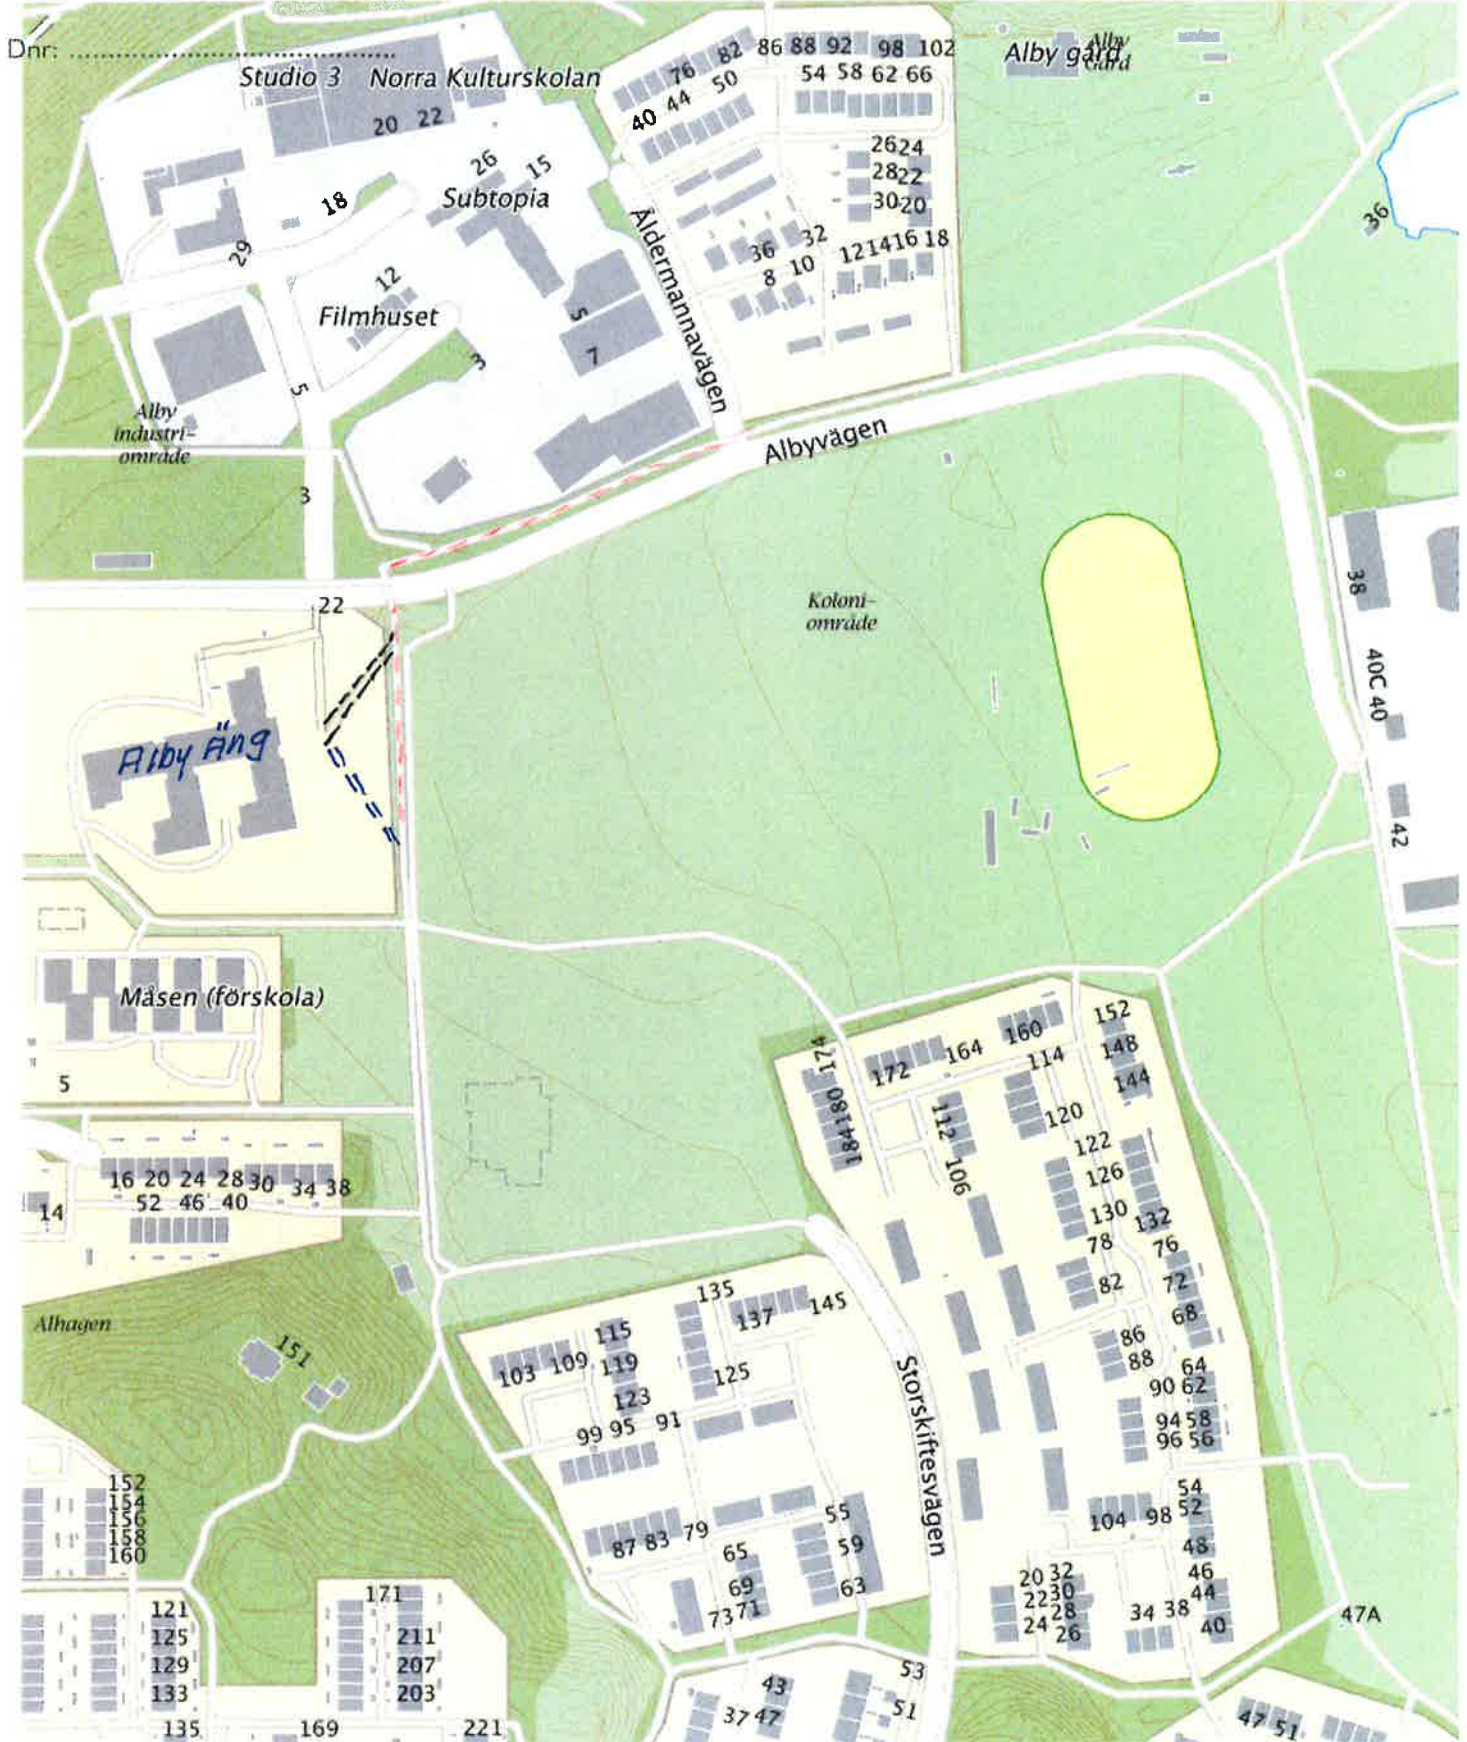 Dnr: ..........................................
Studio 3 Norra Kulturskolan
20 22
76 82
40 44 50
86 88 92 98 102
54 58 62 66
Alby gård
Alby
Gård
26 24
28 22
30 20
26 15
Subtopia
18
29
12
Filmhuset
5
7
3
5
Åldermannavägen
36 32
8 10
12 14 16 18
36
Alby
industri-
område
3
Albyvägen
22
Koloni-
område
38
40C 40
42
Alby Äng
Måsen (förskola)
5
16 20 24 28 30 34 38
52 46 40
14
174
184 180
172 164 160
152
148
144
114
112
106
120
122
126
130
132
78
76
82
72
68
86
88
64
90 62
94 58
96 56
54
104 98 52
48
46
44
40
20 32
22 30
24 28
26
34 38
47A
Alhagen
151
135
137 145
115
103 109 119
125
123
99 95 91
Storskiftesvägen
87 83 79
55
65 59
69 63
73 71
152
154
156
158
160
171
121
125
129
133
211
207
203
135 169 221
43
37 47
53
51
47 51